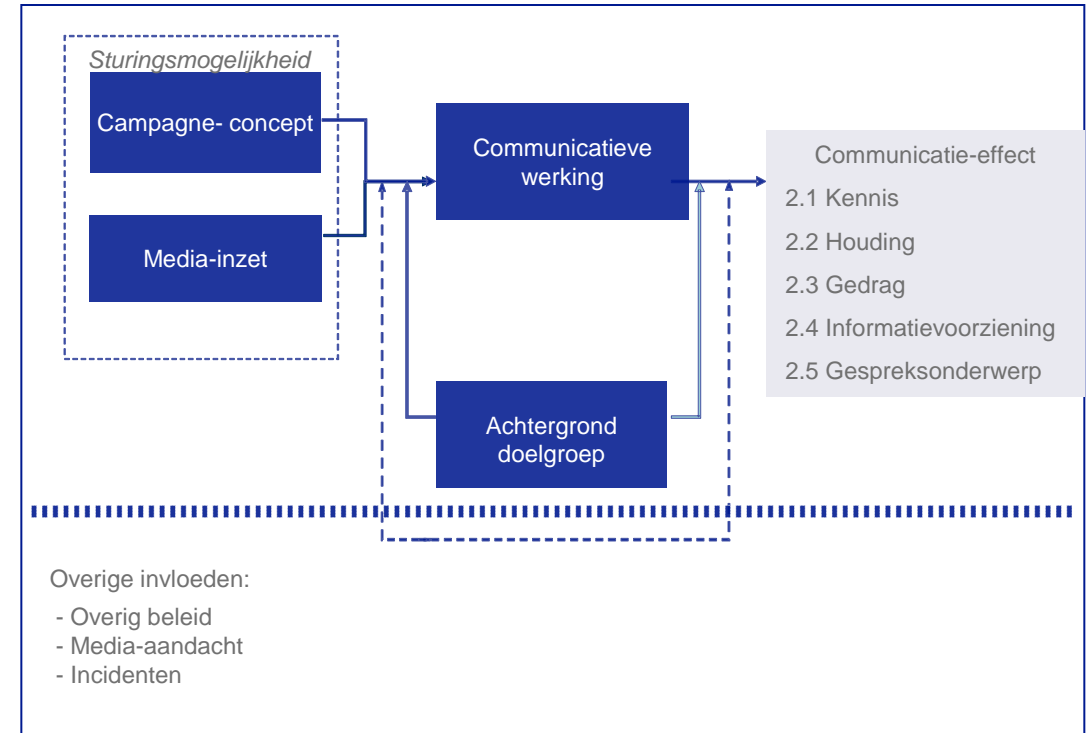 Sturingsmogelijkheid
Campagne- concept
Media-inzet
Communicatieve
werking
Achtergrond
doelgroep
Communicatie-effect
2.1 Kennis
2.2 Houding
2.3 Gedrag
2.4 Informatievoorziening
2.5 Gespreksonderwerp
Overige invloeden:
- Overig beleid
- Media-aandacht
- Incidenten